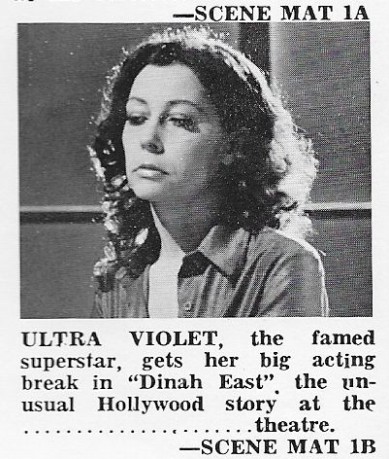 —SCENE MAT 1A
ULTRA VIOLET, the famed
superstar, gets her big acting
break in “Dinah East”, the un-
usual Hollywood story at the
......................theatre.
—SCENE MAT 1B